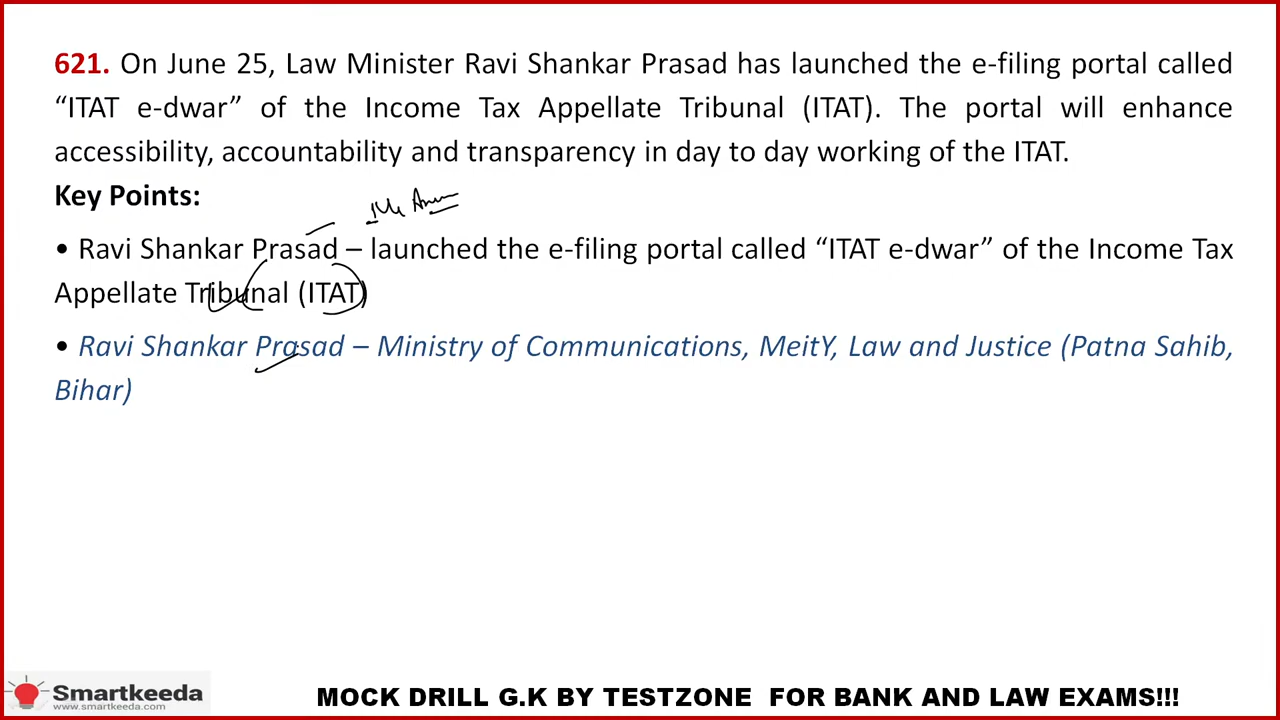 621. On June 25, Law Minister Ravi Shankar Prasad has launched the e-filing portal called
“ITAT e-dwar” of the Income Tax Appellate Tribunal (ITAT). The portal will enhance
accessibility, accountability and transparency in day to day working of the ITAT.
Key Points:
• Ravi Shankar Prasad – launched the e-filing portal called “ITAT e-dwar” of the Income Tax
Appellate Tribunal (ITAT)
• Ravi Shankar Prasad – Ministry of Communications, MeitY, Law and Justice (Patna Sahib,
Bihar)
Smartkeeda
www.smartkeeda.com
MOCK DRILL G.K BY TESTZONE FOR BANK AND LAW EXAMS!!!